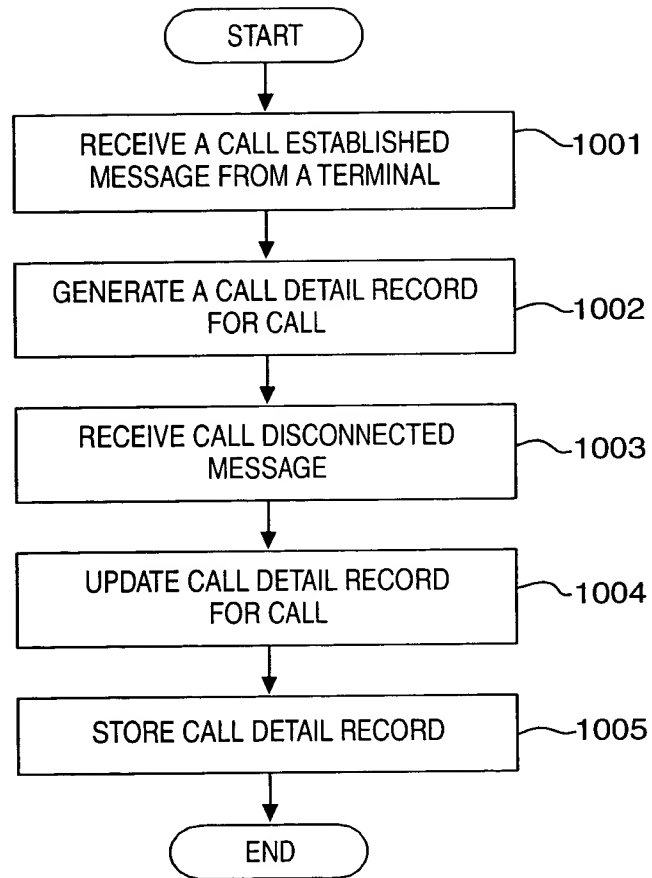 START
RECEIVE A CALL ESTABLISHED
MESSAGE FROM A TERMINAL
1001
GENERATE A CALL DETAIL RECORD
FOR CALL
1002
RECEIVE CALL DISCONNECTED
MESSAGE
1003
UPDATE CALL DETAIL RECORD
FOR CALL
1004
STORE CALL DETAIL RECORD
1005
END